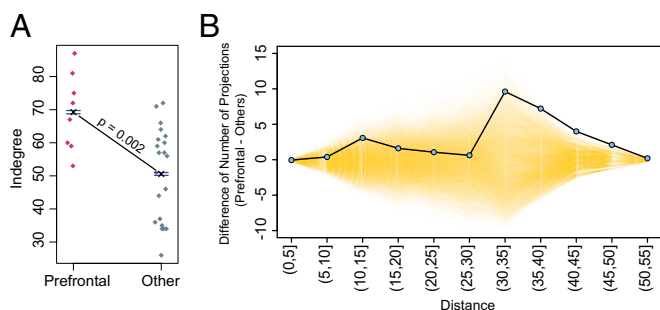 A
Indegree
80
70
60
50
40
30
p = 0.002
Prefrontal Other
B
Difference of Number of Projections
(Prefrontal - Others)
15
10
5
0
-5
-10
(0,5]
(5,10]
(10,15]
(15,20]
(20,25]
(25,30]
(30,35]
(35,40]
(40,45]
(45,50]
(50,55]
Distance